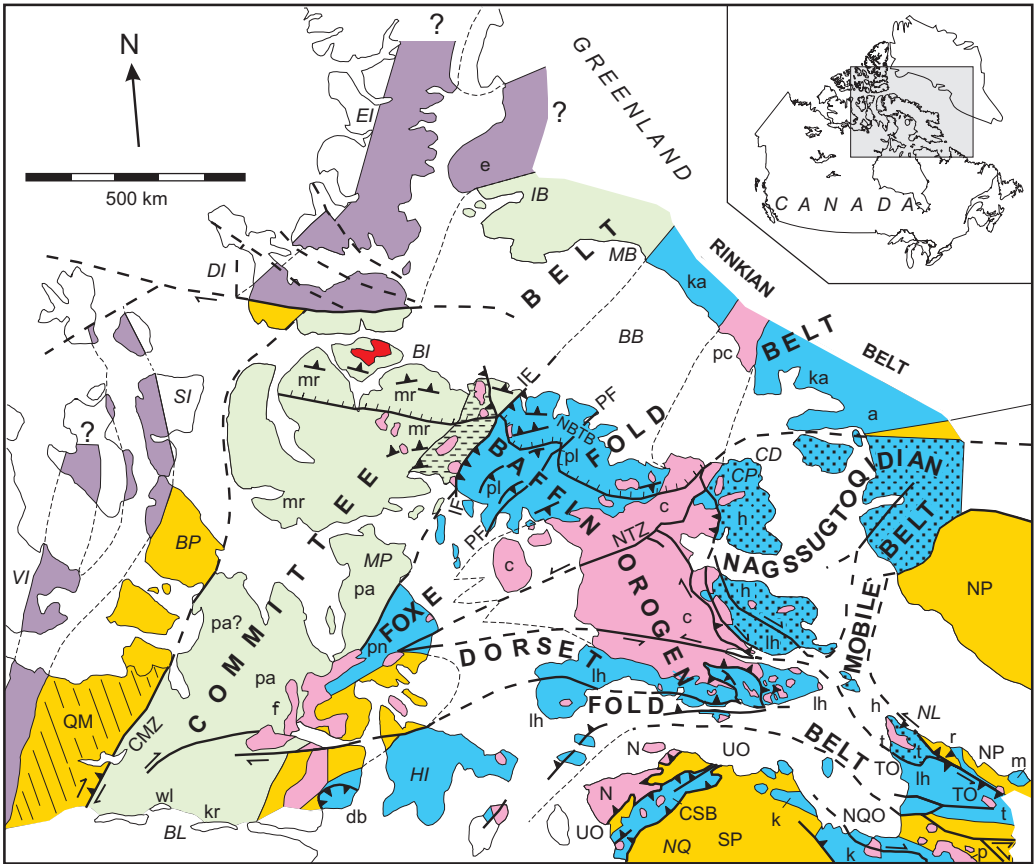 ?
N
500 km
EI
?
GREENLAND
CANADA
e
IB
BELT
MB
RINKIAN
BELT
BELT
ka
ka
pc
a
DI
BI
BB
mr
mr
mr
mr
SI
?
IE
PF
NBTB
FOLD
BAFFIN
OROGEN
pl
pl
IE
PF
CD
CP
h
c
NTZ
c
c
NAGSSUGTOQIDIAN
BELT
MOBILE
NP
BP
VI
MP
pa
pa?
pa
COMMITTEE
FOXE
pn
DORSET
FOLD
BELT
h
lh
lh
lh
lh
f
QM
CMZ
wl
kr
BL
db
HI
N
N
UO
UO
CSB
SP
NQ
k
k
NQO
h
NL
t
t
TO
r
NP
m
lh
TO
t
p